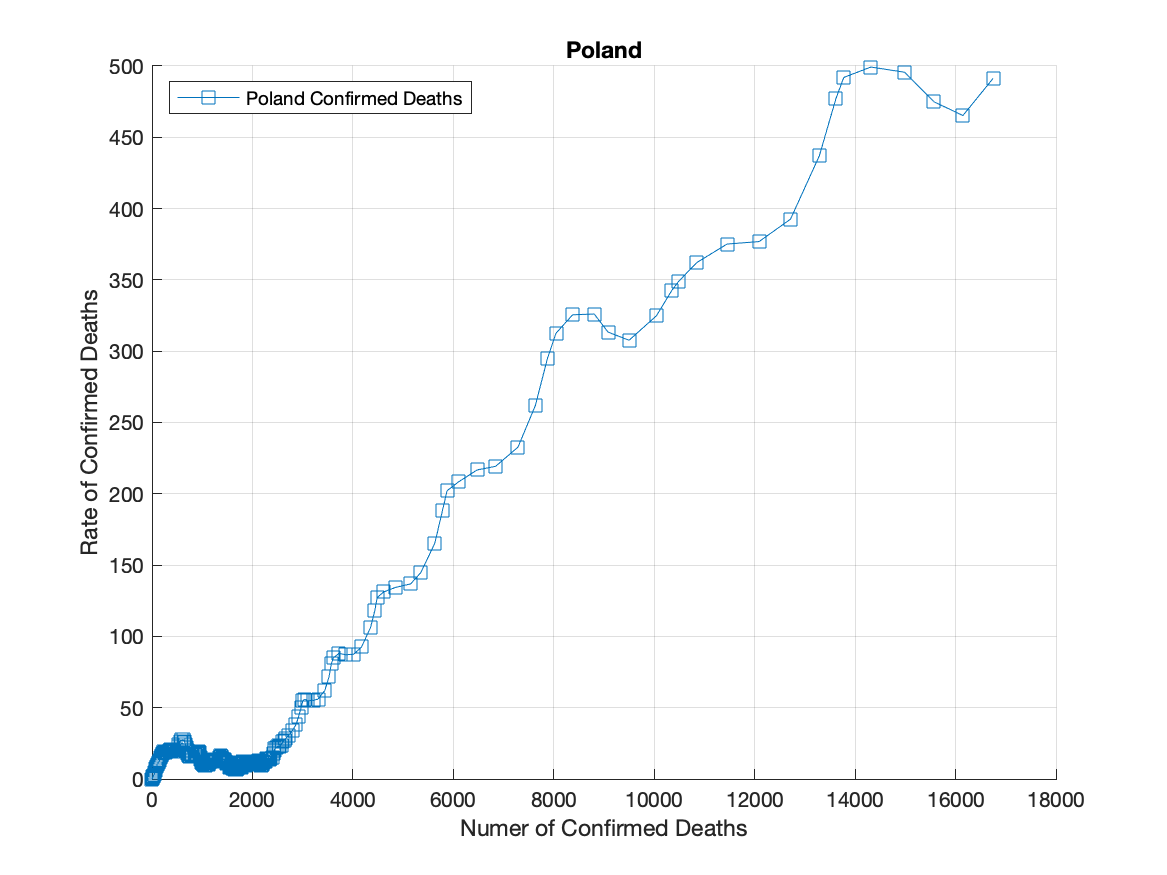 Poland
Poland Confirmed Deaths
500
450
400
350
300
250
200
150
100
50
0
Rate of Confirmed Deaths
0 2000 4000 6000 8000 10000 12000 14000 16000 18000
Numer of Confirmed Deaths